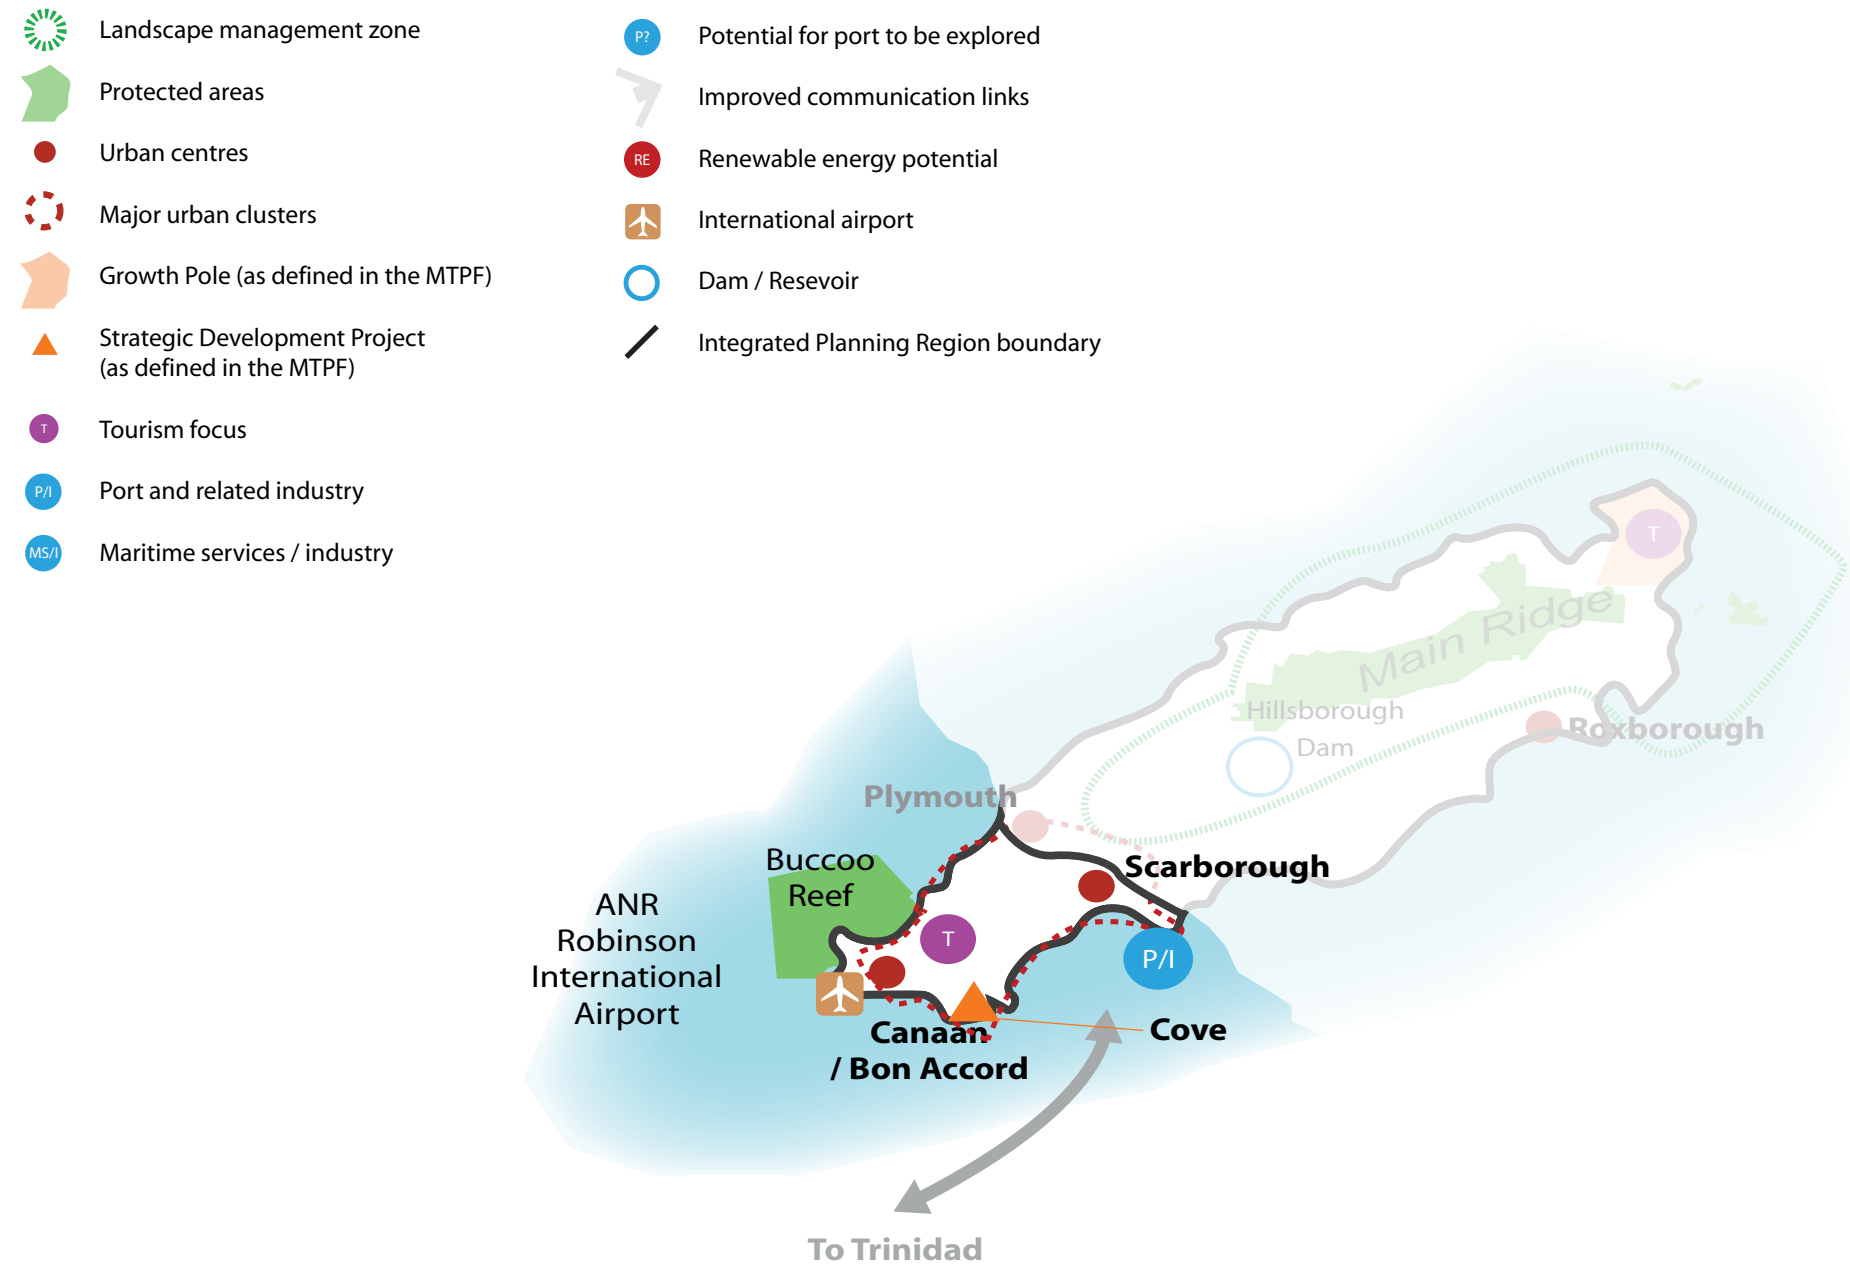 Landscape management zone
Protected areas
Urban centres
Major urban clusters
Growth Pole (as defined in the MTPF)
Strategic Development Project
(as defined in the MTPF)
T
Tourism focus
P/I
Port and related industry
MS/I
Maritime services / industry
P?
Potential for port to be explored
Improved communication links
RE
Renewable energy potential
International airport
Dam / Resevoir
Integrated Planning Region boundary
T
Main Ridge
Hillsborough
Dam
Roxborough
Plymouth
Buccoo
Reef
Scarborough
ANR
Robinson
International
Airport
T
P/I
Canaan
/ Bon Accord
Cove
To Trinidad